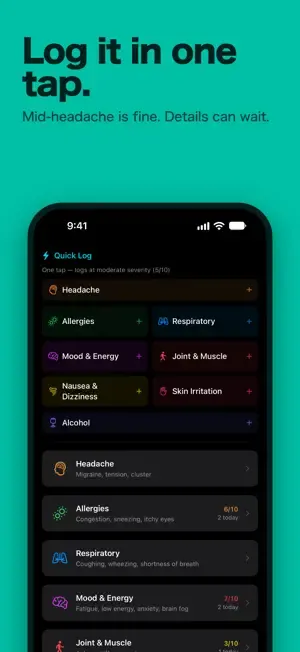 Log it in one
tap.
Mid-headache is fine. Details can wait.
9:41
Quick Log
One tap — logs at moderate severity (5/10)
Headache +
Allergies +
Respiratory +
Mood & Energy +
Joint & Muscle +
Nausea &
Dizziness +
Skin Irritation +
Alcohol +
Headache
Migraine, tension, cluster
Allergies
6/10
Congestion, sneezing, itchy eyes
2 today
Respiratory
Coughing, wheezing, shortness of breath
Mood & Energy
7/10
Fatigue, low energy, anxiety, brain fog
2 today
Joint & Muscle
3/10